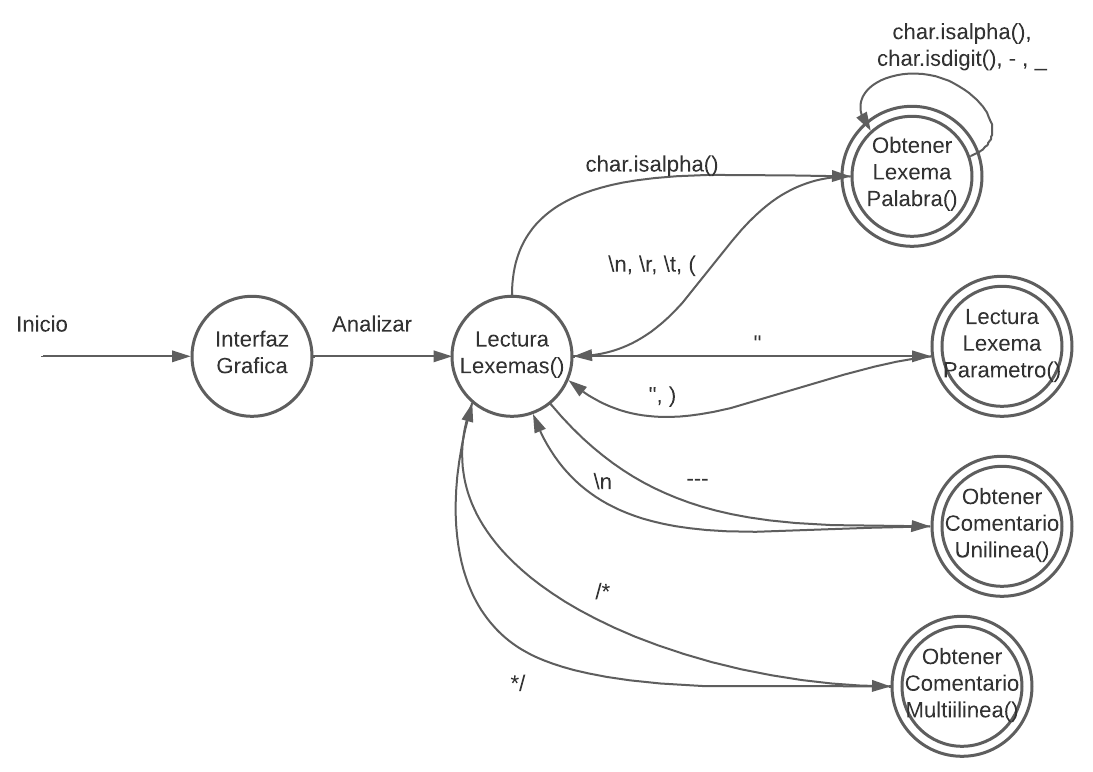 char.isalpha(),
char.isdigit(), - , _
Obtener
Lexema
Palabra()
char.isalpha()
\n, \r, \t, (
Inicio
Interfaz
Grafica
Analizar
Lectura
Lexemas()
"
Lectura
Lexema
Parametro()
", )
---
\n
Obtener
Comentario
Unilinea()
/*
*/
Obtener
Comentario
Multiilinea()